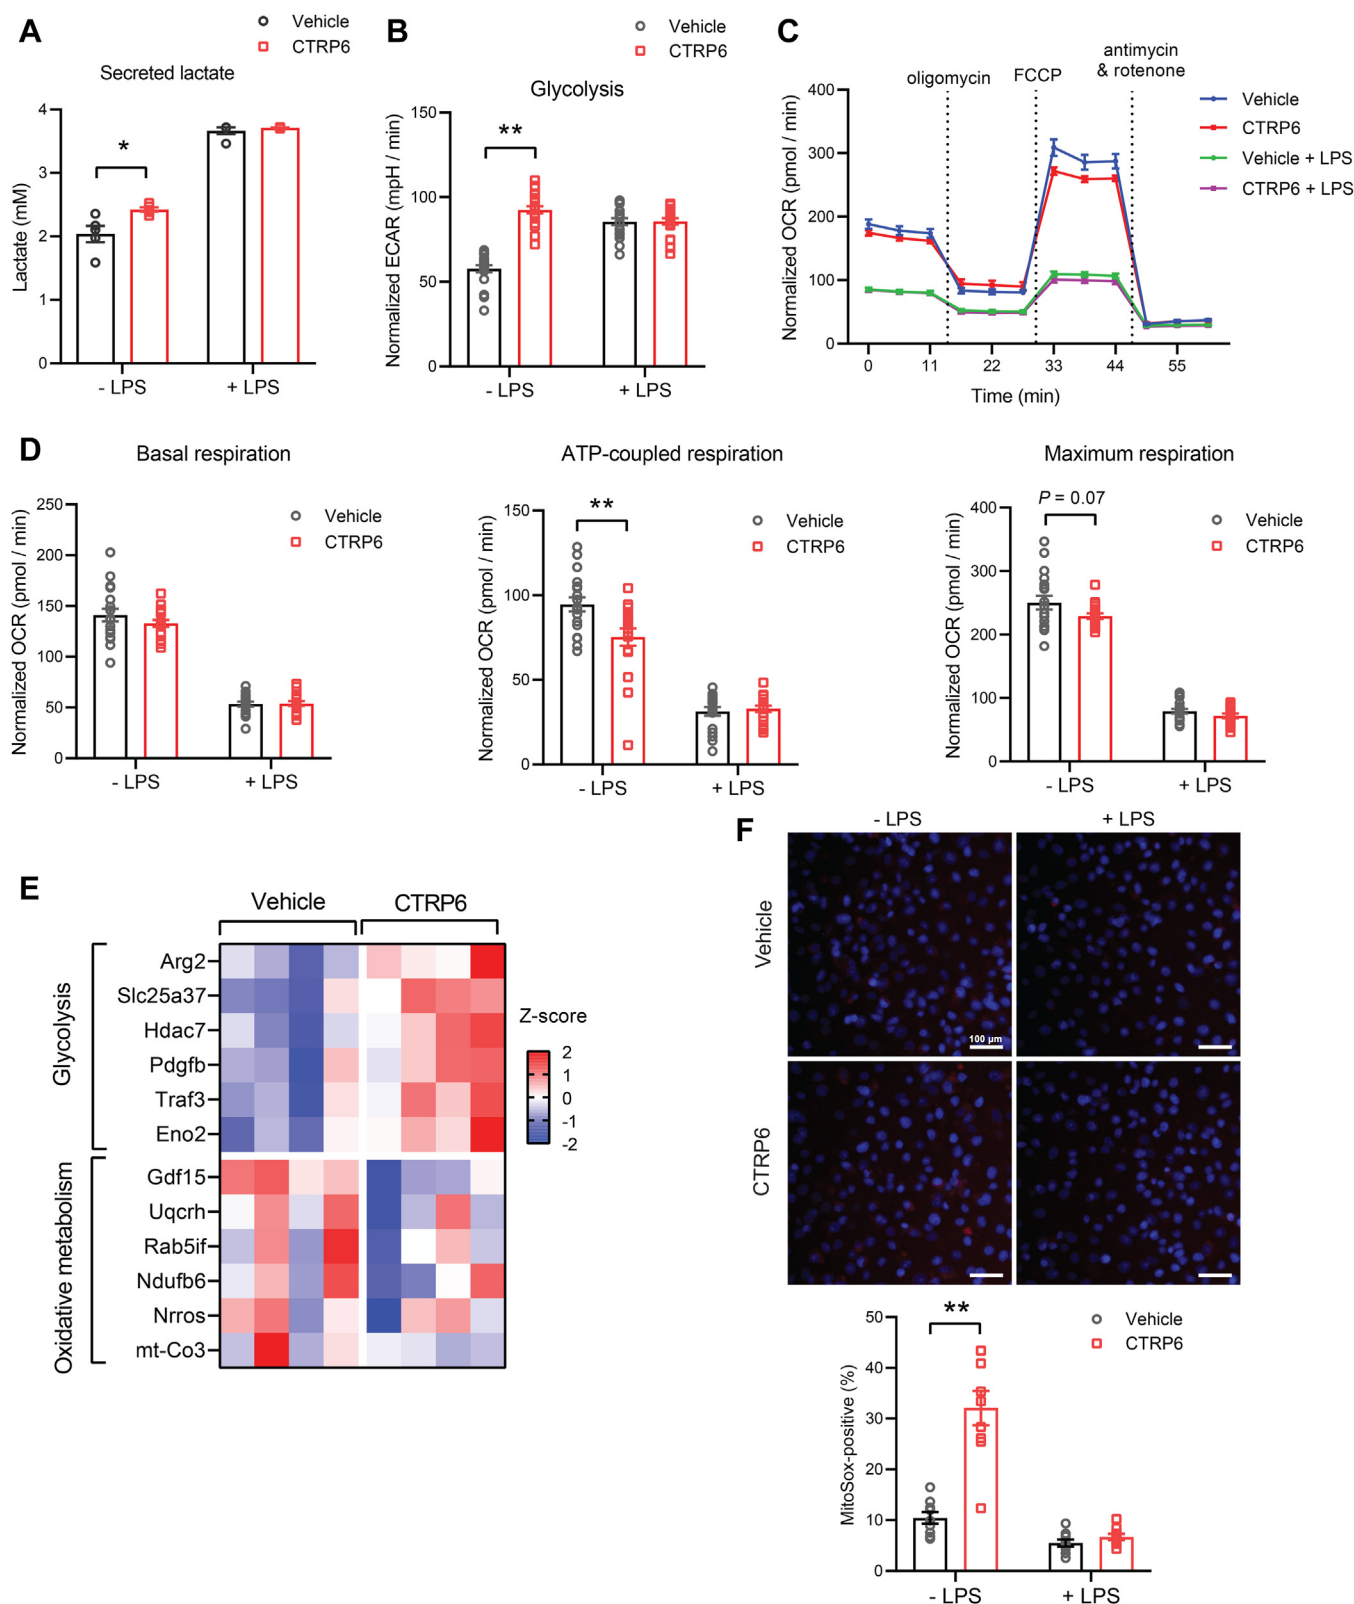 A
Vehicle
CTRP6
Secreted lactate
Lactate (mM)
4
3
2
1
0
*
- LPS
+ LPS
B
Vehicle
CTRP6
Glycolysis
Normalized ECAR (mpH / min)
150
100
50
0
**
- LPS
+ LPS
C
oligomycin
FCCP
antimycin
& rotenone
Normalized OCR (pmol / min)
400
300
200
100
0
0
11
22
33
44
55
Time (min)
Vehicle
CTRP6
Vehicle + LPS
CTRP6 + LPS
D
Basal respiration
Normalized OCR (pmol / min)
250
200
150
100
50
0
Vehicle
CTRP6
- LPS
+ LPS
ATP-coupled respiration
Normalized OCR (pmol / min)
150
100
50
0
**
Vehicle
CTRP6
- LPS
+ LPS
Maximum respiration
Normalized OCR (pmol / min)
400
300
200
100
0
P = 0.07
Vehicle
CTRP6
- LPS
+ LPS
E
Vehicle
CTRP6
Glycolysis
Arg2
Slc25a37
Hdac7
Pdgfb
Traf3
Eno2
Oxidative metabolism
Gdf15
Uqcrh
Rab5if
Ndufb6
Nrros
mt-Co3
Z-score
2
1
0
-1
-2
F
- LPS
+ LPS
Vehicle
CTRP6
100 µm
MitoSox-positive (%)
50
40
30
20
10
0
**
Vehicle
CTRP6
- LPS
+ LPS